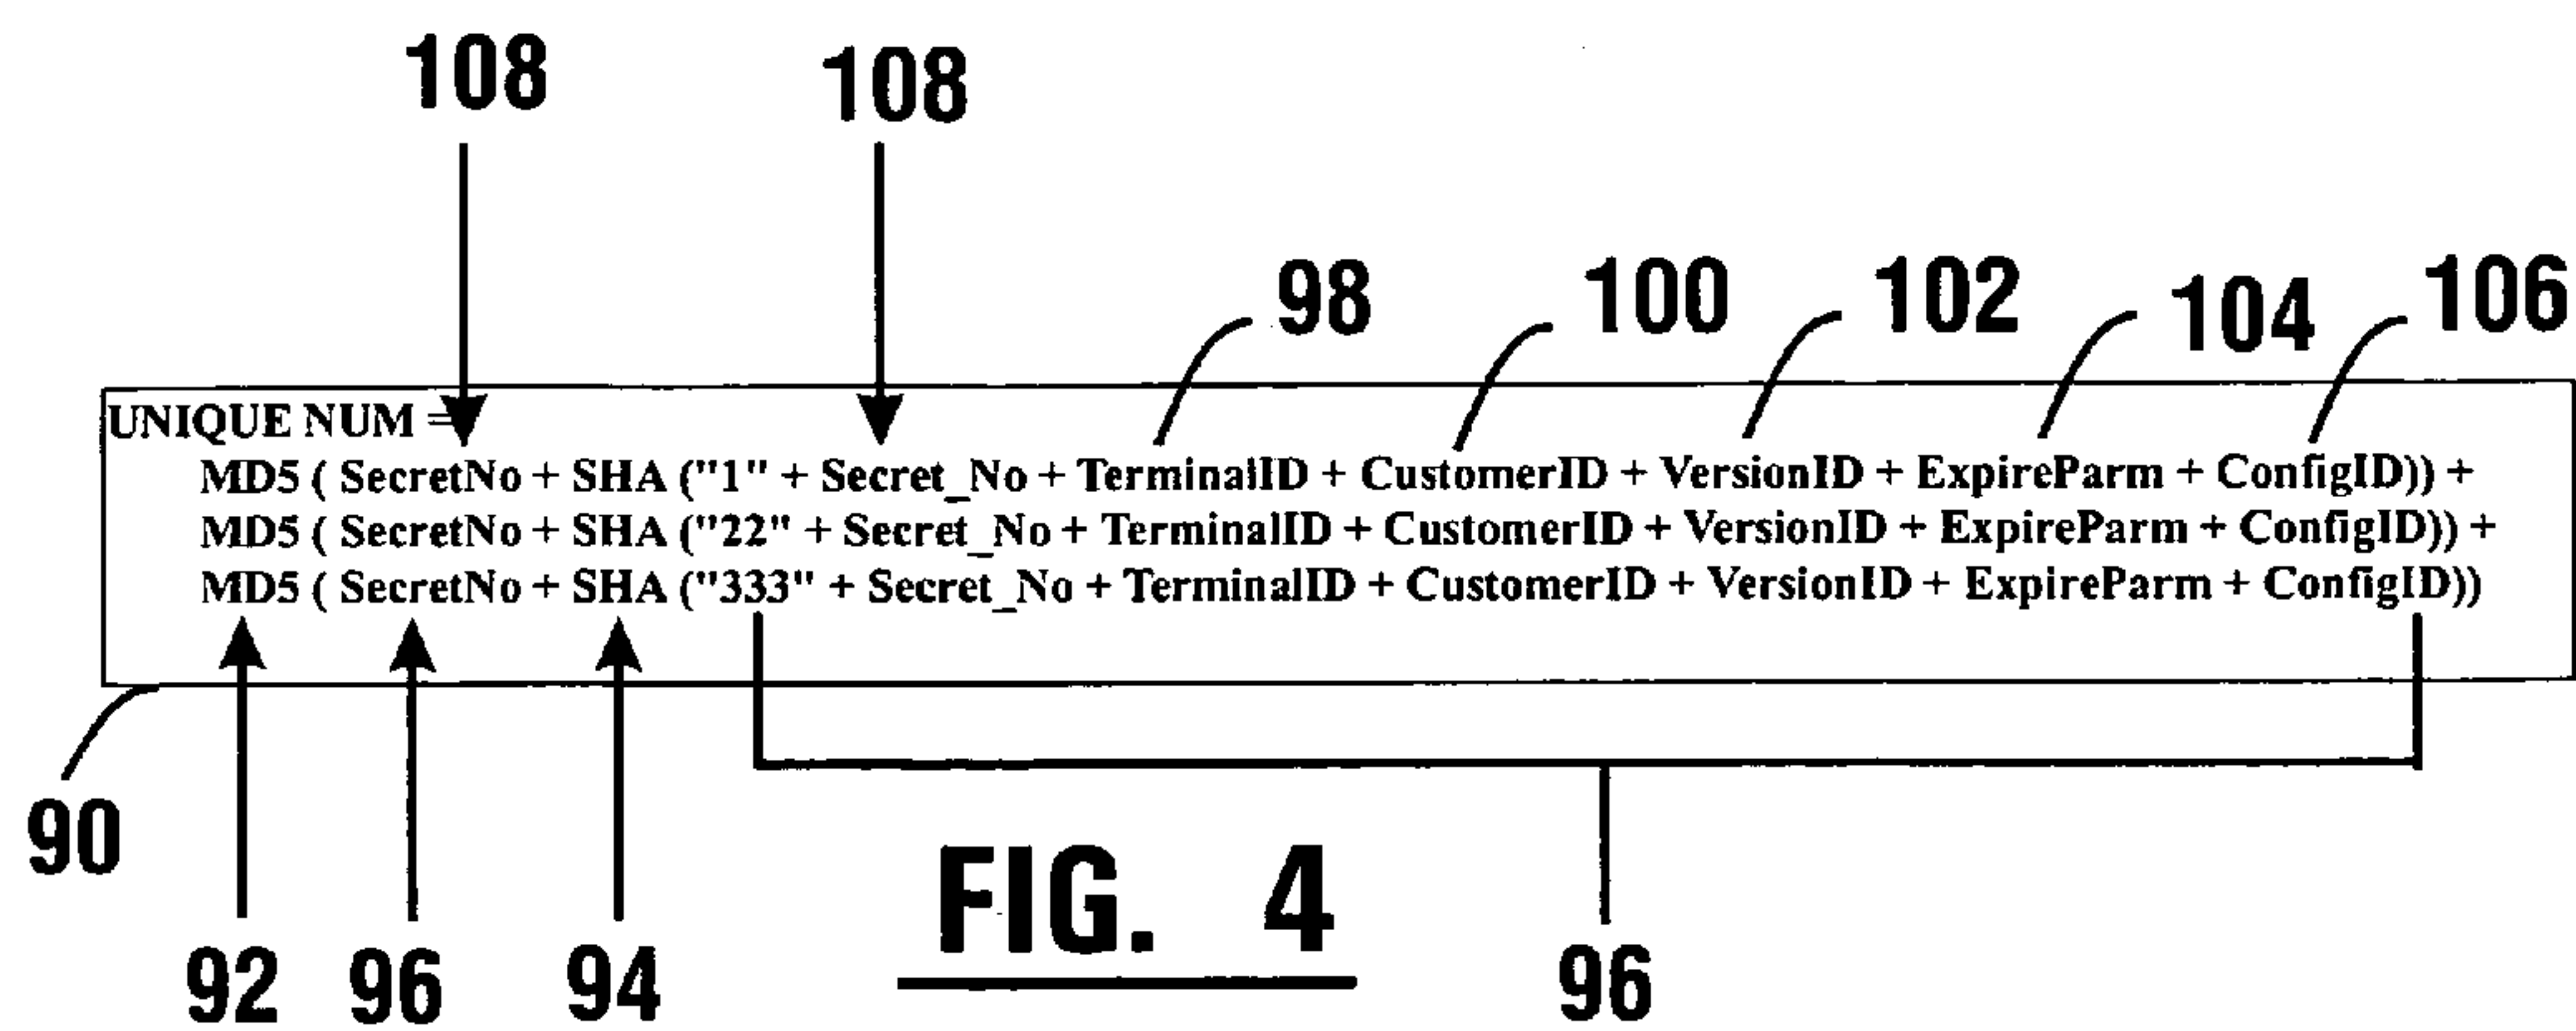 108 108
98 100 102 104 106
UNIQUE NUM =
MD5 ( SecretNo + SHA ("1" + Secret_No + TerminalID + CustomerID + VersionID + ExpireParm + ConfigID)) +
MD5 ( SecretNo + SHA ("22" + Secret_No + TerminalID + CustomerID + VersionID + ExpireParm + ConfigID)) +
MD5 ( SecretNo + SHA ("333" + Secret_No + TerminalID + CustomerID + VersionID + ExpireParm + ConfigID))
90
92 96 94 96
FIG. 4